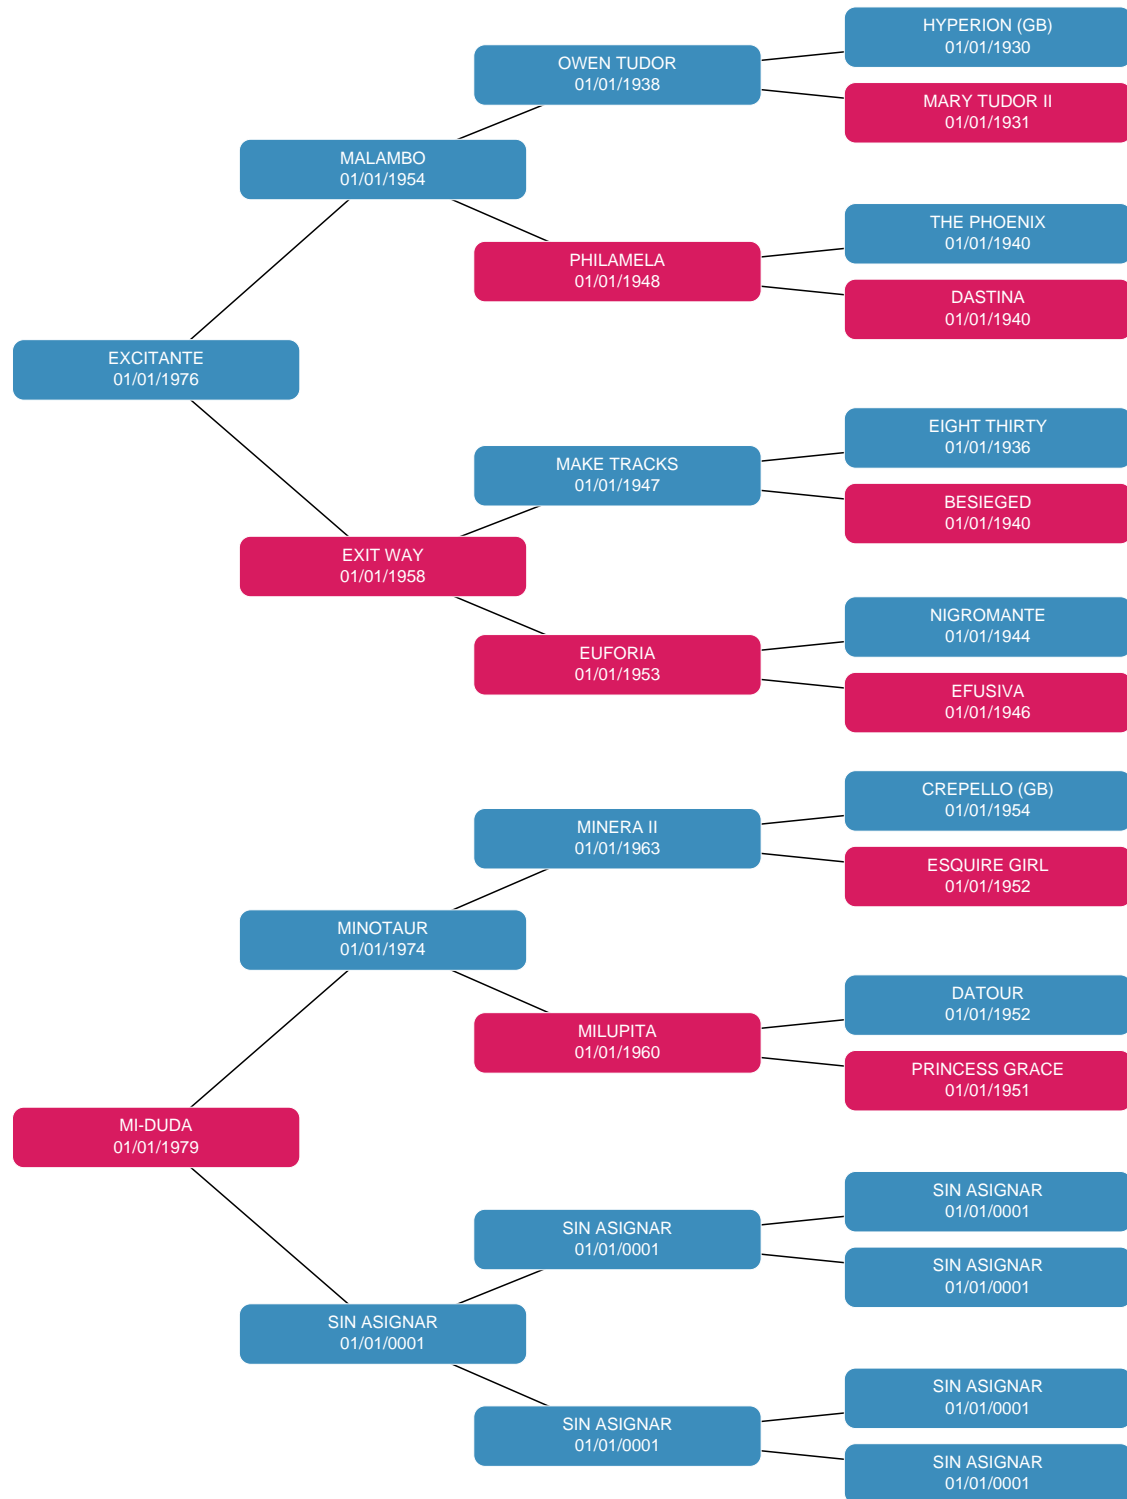 HYPERION (GB)
01/01/1930
OWEN TUDOR
01/01/1938
MARY TUDOR II
01/01/1931
MALAMBO
01/01/1954
THE PHOENIX
01/01/1940
PHILAMELA
01/01/1948
DASTINA
01/01/1940
EXCITANTE
01/01/1976
EIGHT THIRTY
01/01/1936
MAKE TRACKS
01/01/1947
BESIEGED
01/01/1940
EXIT WAY
01/01/1958
NIGROMANTE
01/01/1944
EUFORIA
01/01/1953
EFUSIVA
01/01/1946
CREPELLO (GB)
01/01/1954
MINERA II
01/01/1963
ESQUIRE GIRL
01/01/1952
MINOTAUR
01/01/1974
DATOUR
01/01/1952
MILUPITA
01/01/1960
PRINCESS GRACE
01/01/1951
MI-DUDA
01/01/1979
SIN ASIGNAR
01/01/0001
SIN ASIGNAR
01/01/0001
SIN ASIGNAR
01/01/0001
SIN ASIGNAR
01/01/0001
SIN ASIGNAR
01/01/0001
SIN ASIGNAR
01/01/0001
SIN ASIGNAR
01/01/0001